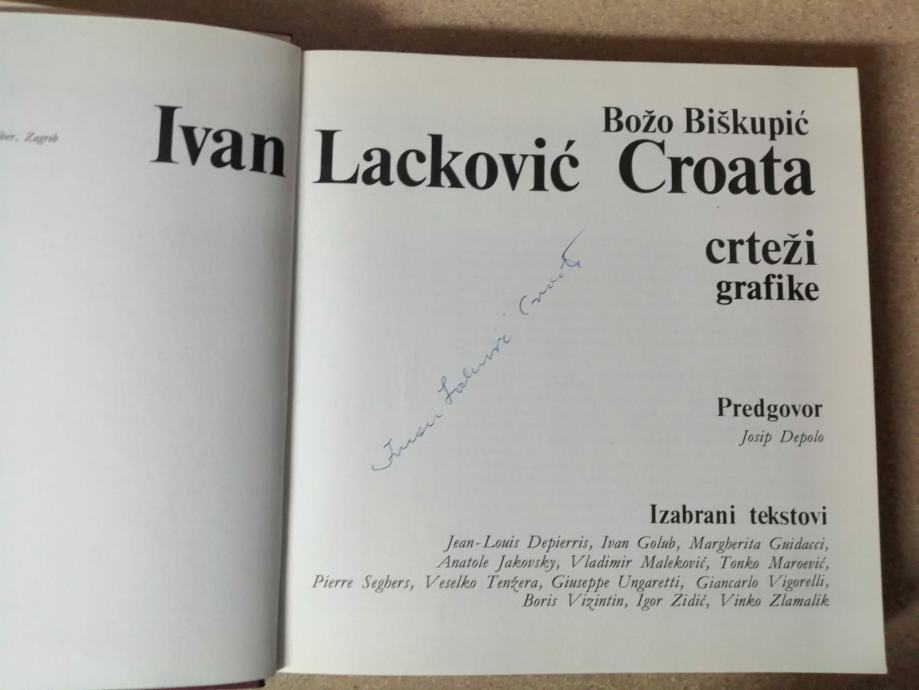 Zagreb
Božo Biškupić
Ivan Lacković Croata
crteži
grafike
Ivan Lacković Croata
Predgovor
Josip Depolo
Izabrani tekstovi
Jean-Louis Depierris, Ivan Golub, Margherita Guidacci,
Anatole Jakovsky, Vladimir Maleković, Tonko Maroević,
Pierre Seghers, Veselko Tenžera, Giuseppe Ungaretti, Giancarlo Vigorelli,
Boris Vizintin, Igor Zidić, Vinko Zlamalik